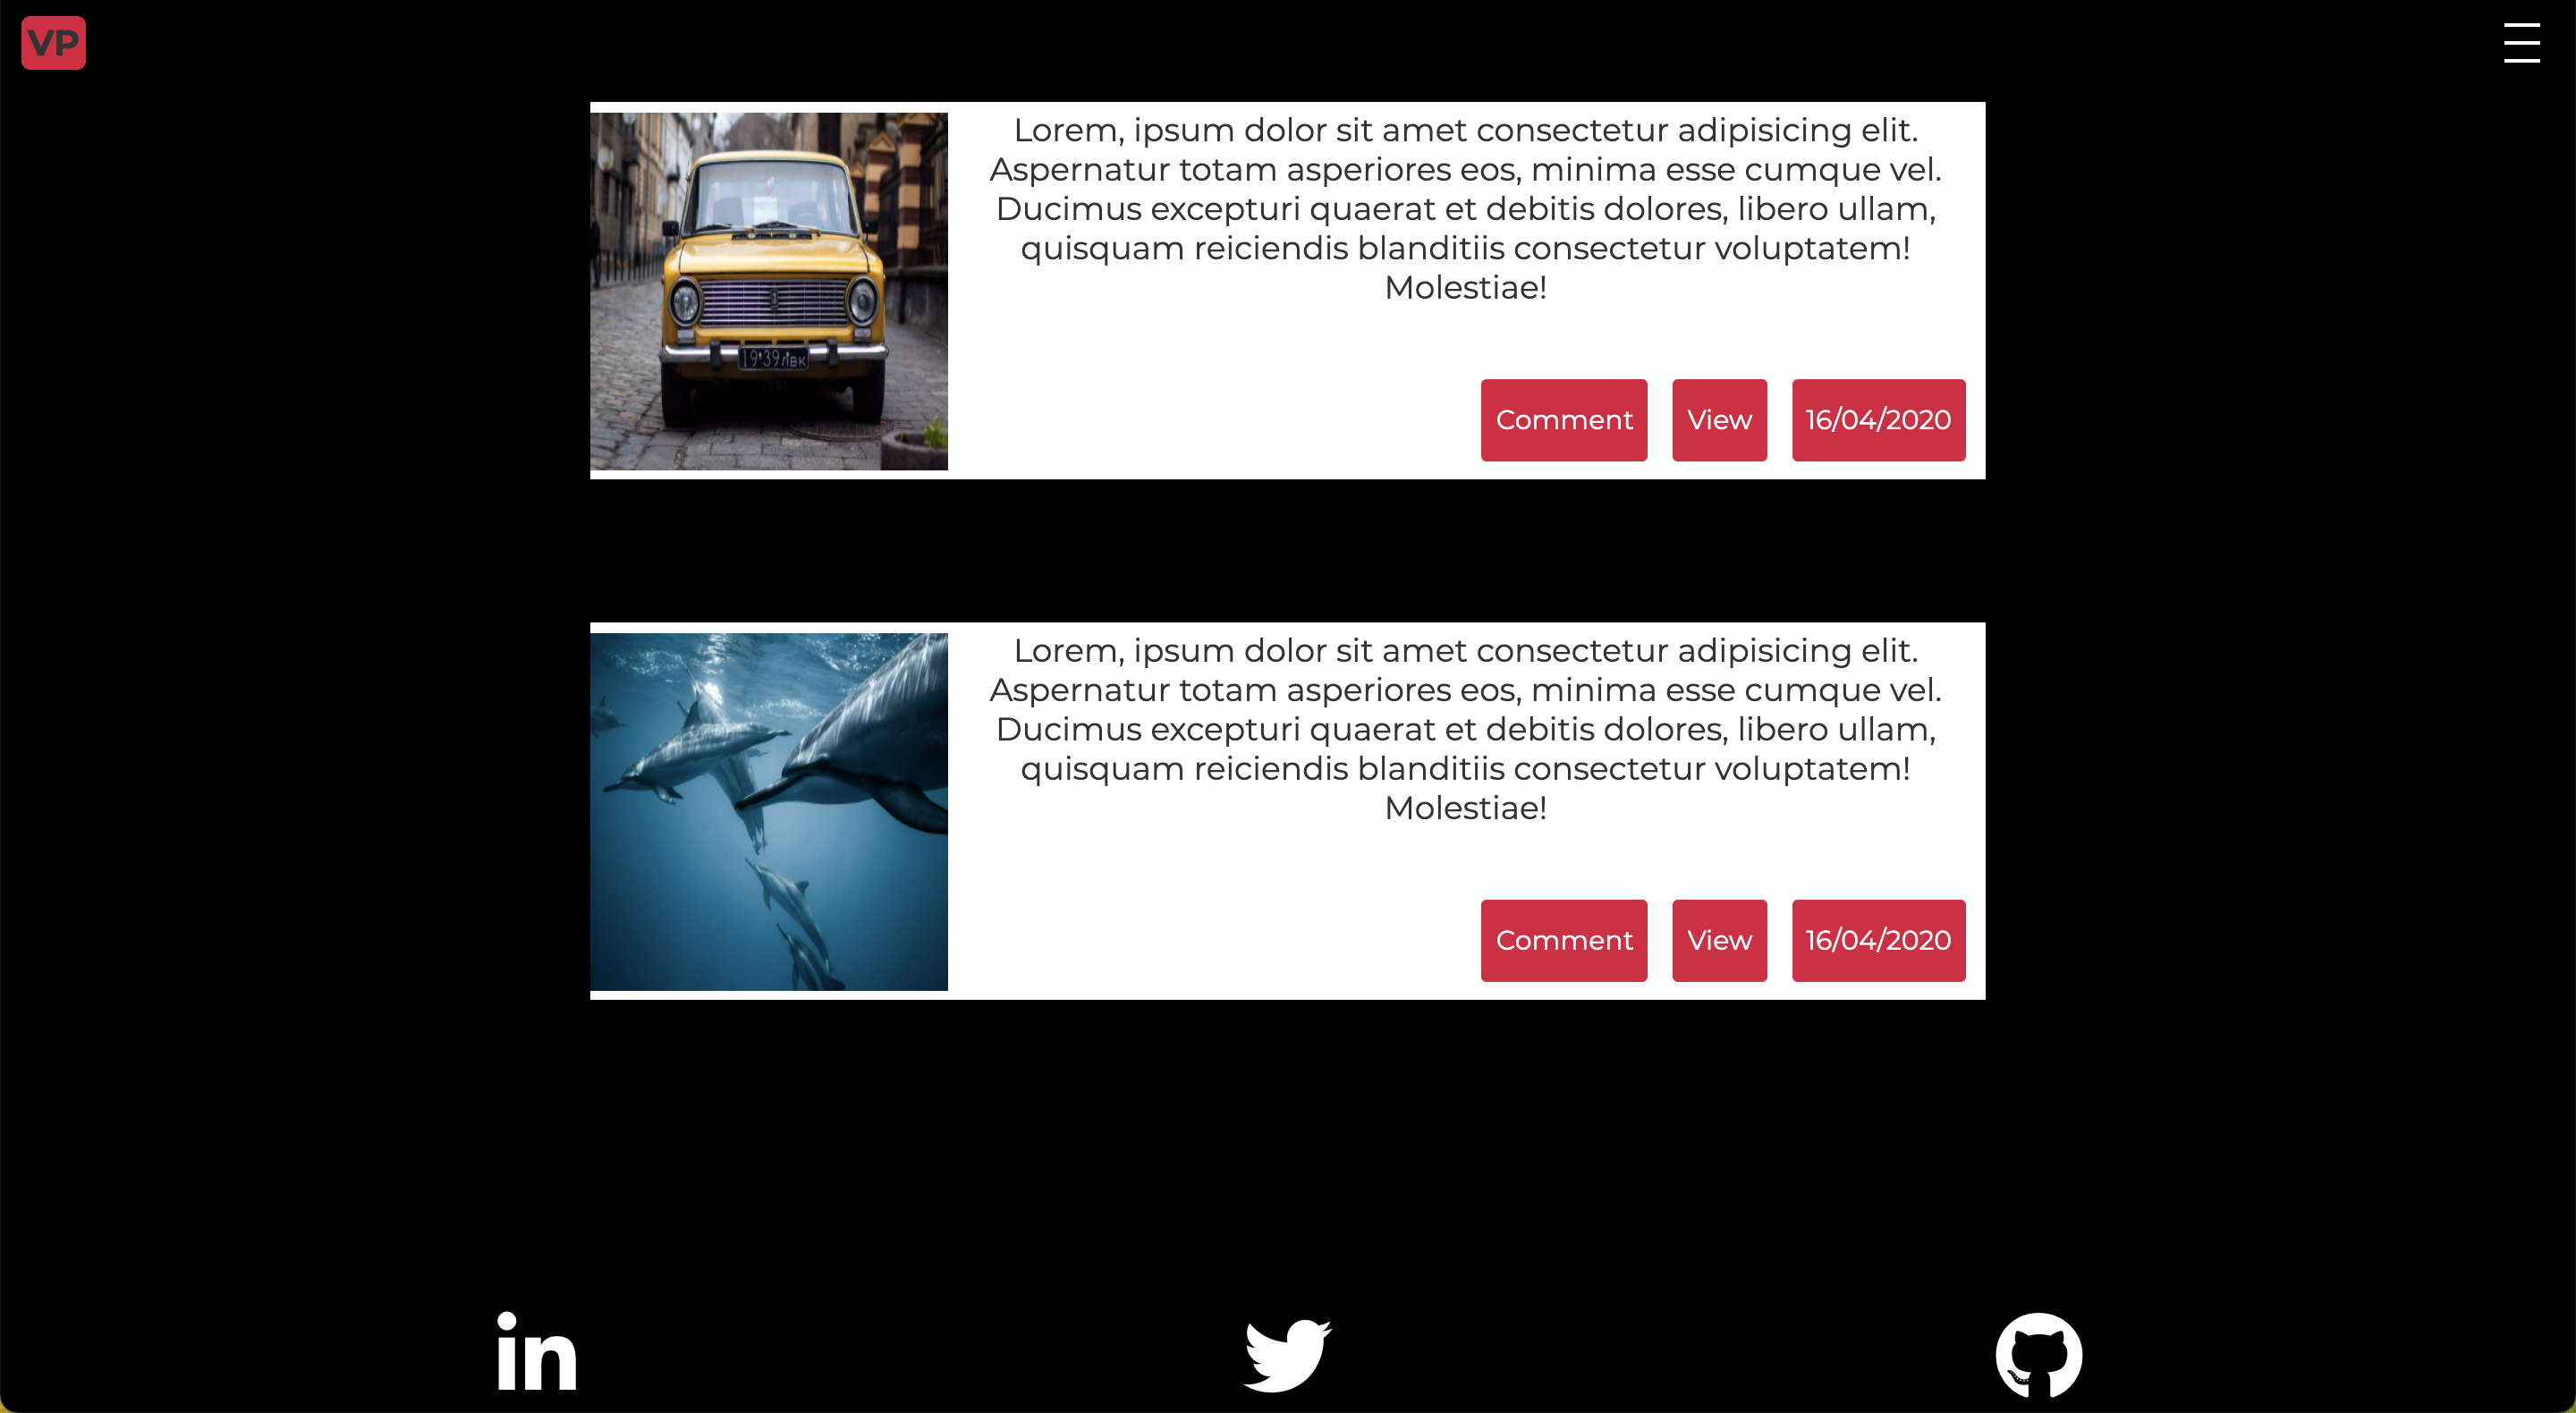 VP
Lorem, ipsum dolor sit amet consectetur adipisicing elit.
Aspernatur totam asperiores eos, minima esse cumque vel.
Ducimus excepturi quaerat et debitis dolores, libero ullam,
quisquam reiciendis blanditiis consectetur voluptatem!
Molestiae!
19•39 ЛВК
Comment View 16/04/2020
Lorem, ipsum dolor sit amet consectetur adipisicing elit.
Aspernatur totam asperiores eos, minima esse cumque vel.
Ducimus excepturi quaerat et debitis dolores, libero ullam,
quisquam reiciendis blanditiis consectetur voluptatem!
Molestiae!
Comment View 16/04/2020
in